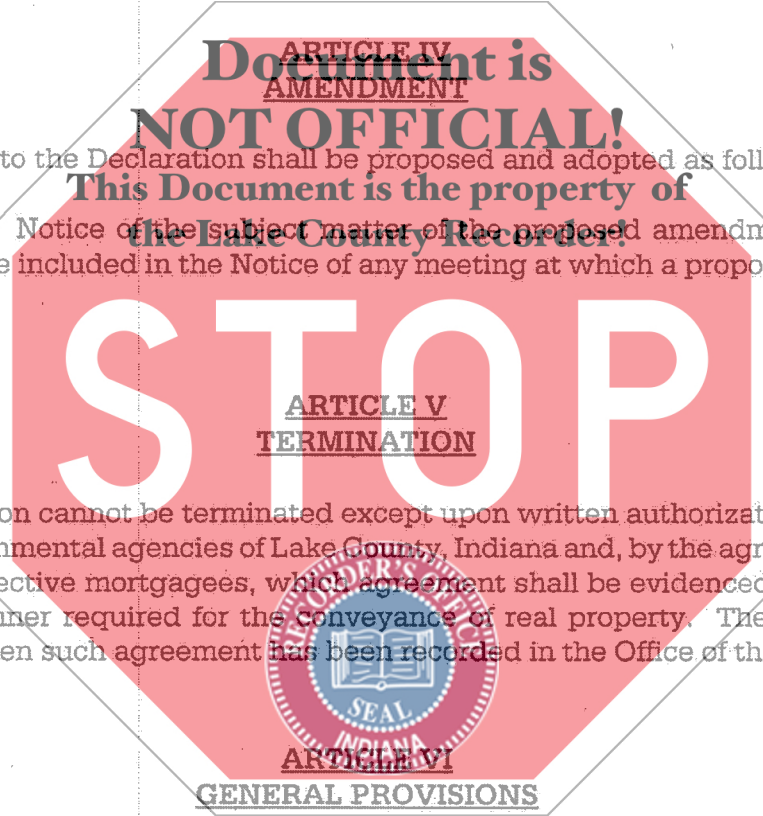 ARTICLE IV
Document is
AMENDMENT
NOT OFFICIAL!
to the Declaration shall be proposed and adopted as foll
This Document is the property of
Notice of the subject matter of the proposed amendm
the Lake County Recorder!
e included in the Notice of any meeting at which a propo
STOP
ARTICLE V
TERMINATION
on cannot be terminated except upon written authorizat
nmental agencies of Lake County, Indiana and, by the agr
ective mortgagees, which agreement shall be evidenced
nner required for the conveyance of real property. The
en such agreement has been recorded in the Office of th
RECORDER'S OFFICE
SEAL
INDIANA
ARTICLE VI
GENERAL PROVISIONS